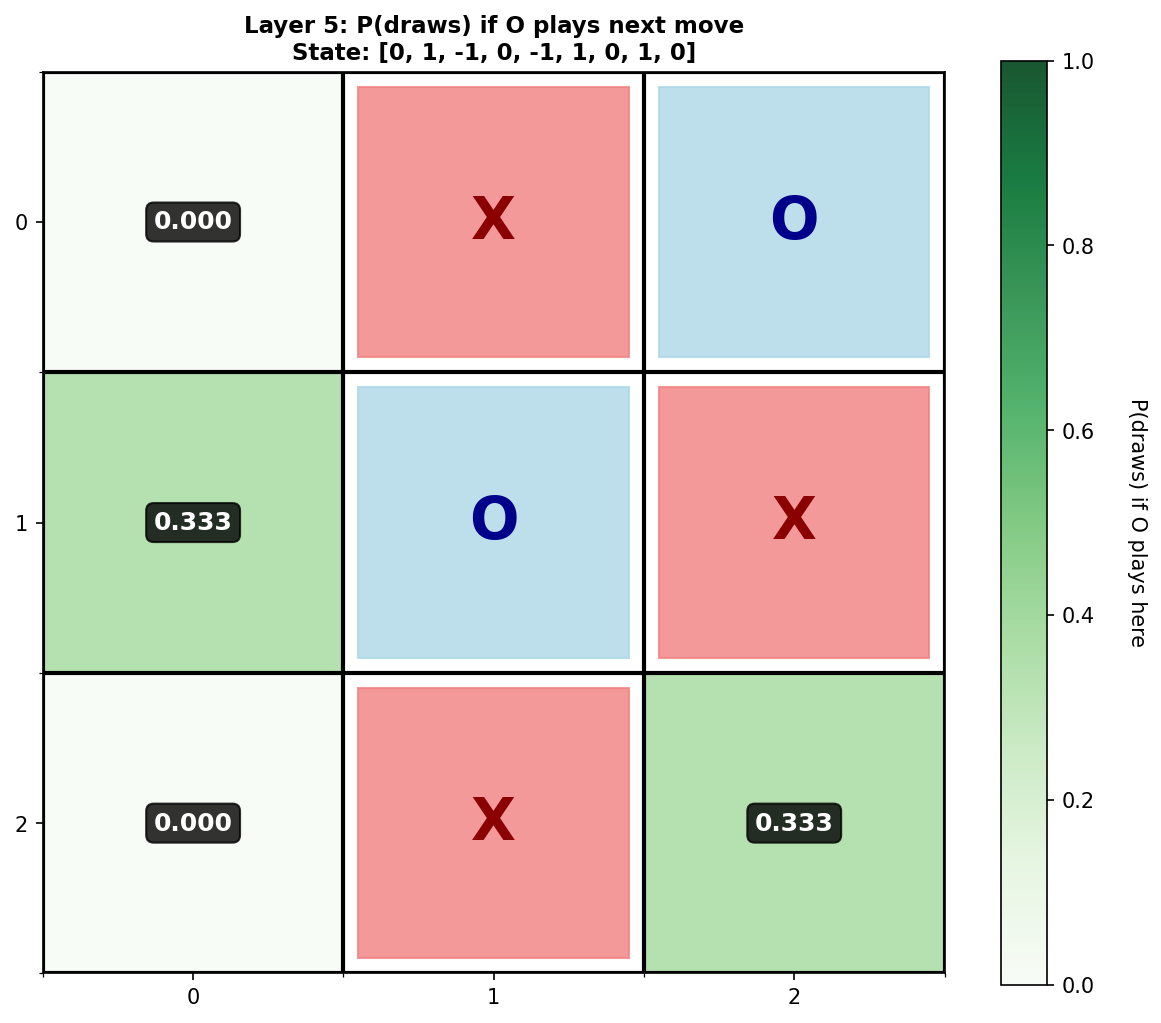 Layer 5: P(draws) if O plays next move
State: [0, 1, -1, 0, -1, 1, 0, 1, 0]
0
0.000
X
O
1
0.333
O
X
2
0.000
X
0.333
0
1
2
1.0
0.8
0.6
0.4
0.2
0.0
P(draws) if O plays here